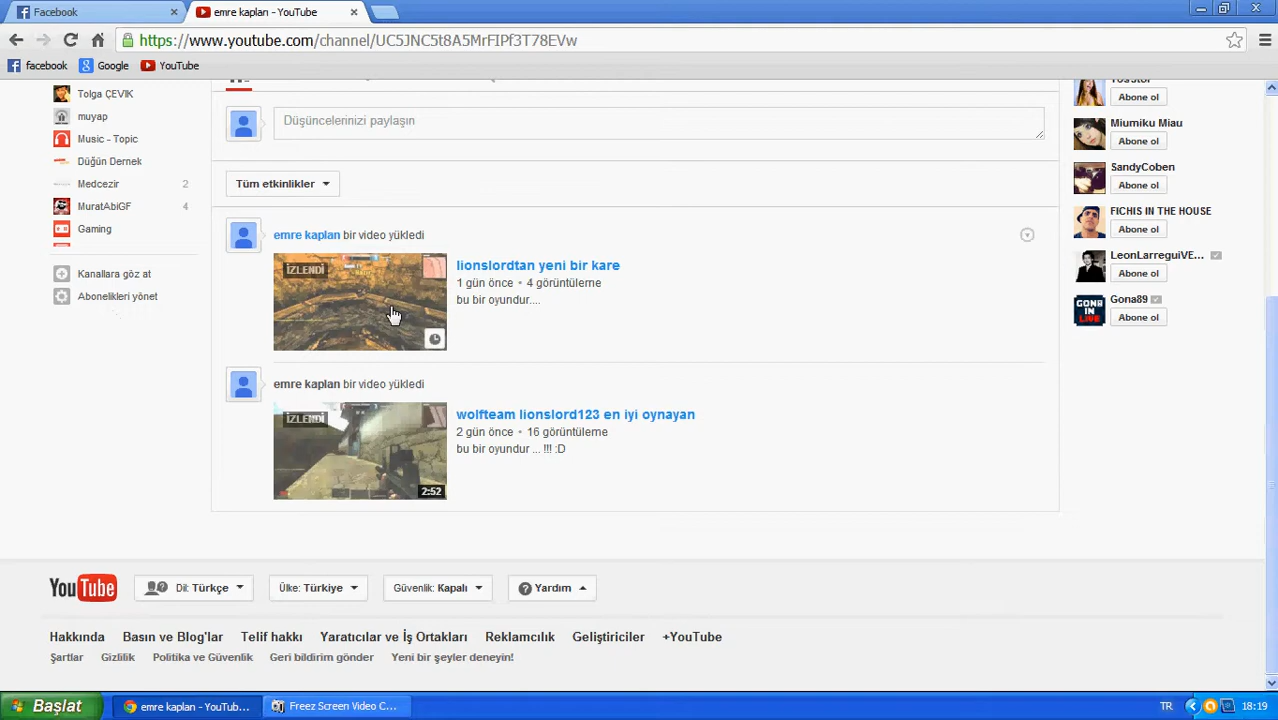 Facebook
emre kaplan - YouTube
https://www.youtube.com/channel/UC5JNC5t8A5MrFIPf3T78EVw
facebook
Google
YouTube
Tolga ÇEVİK
muyap
Music - Topic
Düğün Dernek
Medcezir 2
MuratAbiGF 4
Gaming
Kanallara göz at
Abonelikleri yönet
Düşüncelerinizi paylaşın
Tüm etkinlikler
emre kaplan bir video yükledi
İZLENDİ
lionslordtan yeni bir kare
1 gün önce • 4 görüntüleme
bu bir oyundur....
emre kaplan bir video yükledi
İZLENDİ
2:52
wolfteam lionslord123 en iyi oynayan
2 gün önce • 16 görüntüleme
bu bir oyundur ... !!! :D
Abone ol
Miumiku Miau
Abone ol
SandyCoben
Abone ol
FICHIS IN THE HOUSE
Abone ol
LeonLarreguiVE...
Abone ol
GONA
IN LIVE
Gona89
Abone ol
YouTube
Dil: Türkçe
Ülke: Türkiye
Güvenlik: Kapalı
Yardım
Hakkında Basın ve Blog'lar Telif hakkı Yaratıcılar ve İş Ortakları Reklamcılık Geliştiriciler +YouTube
Şartlar Gizlilik Politika ve Güvenlik Geri bildirim gönder Yeni bir şeyler deneyin!
Başlat
emre kaplan - YouTub...
Freez Screen Video C...
TR
18:19